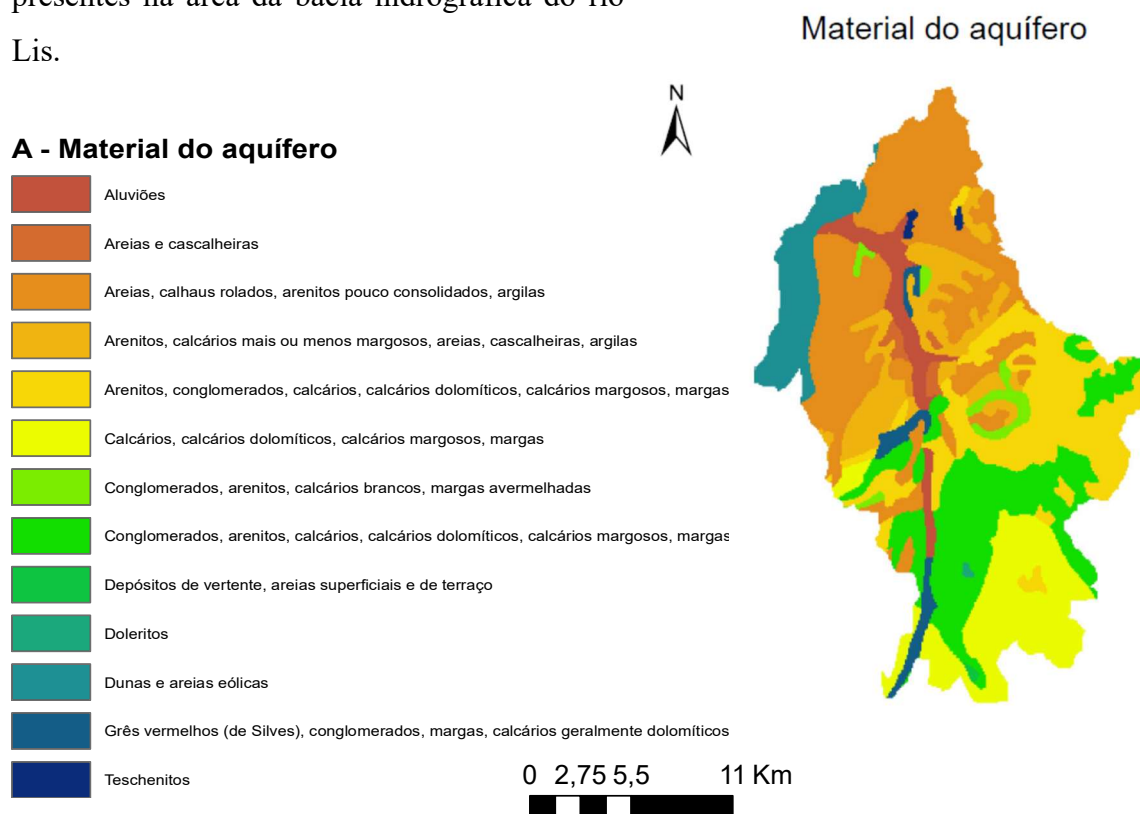 presentes na área da bacia hidrográfica do rio
Lis.
Material do aquífero
N
A - Material do aquífero
Aluviões
Areias e cascalheiras
Areias, calhaus rolados, arenitos pouco consolidados, argilas
Arenitos, calcários mais ou menos margosos, areias, cascalheiras, argilas
Arenitos, conglomerados, calcários, calcários dolomíticos, calcários margosos, margas
Calcários, calcários dolomíticos, calcários margosos, margas
Conglomerados, arenitos, calcários brancos, margas avermelhadas
Conglomerados, arenitos, calcários, calcários dolomíticos, calcários margosos, margas
Depósitos de vertente, areias superficiais e de terraço
Doleritos
Dunas e areias eólicas
Grês vermelhos (de Silves), conglomerados, margas, calcários geralmente dolomíticos
Teschenitos
0 2,75 5,5 11 Km